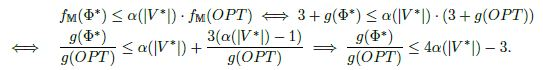 f_𝕄(Φ*) ≤ α(|V*|) · f_𝕄(OPT) ⟺ 3 + g(Φ*) ≤ α(|V*|) · (3 + g(OPT))
⟺ g(Φ*)/g(OPT) ≤ α(|V*|) + 3(α(|V*|) − 1)/g(OPT) ⟹ g(Φ*)/g(OPT) ≤ 4α(|V*|) − 3.